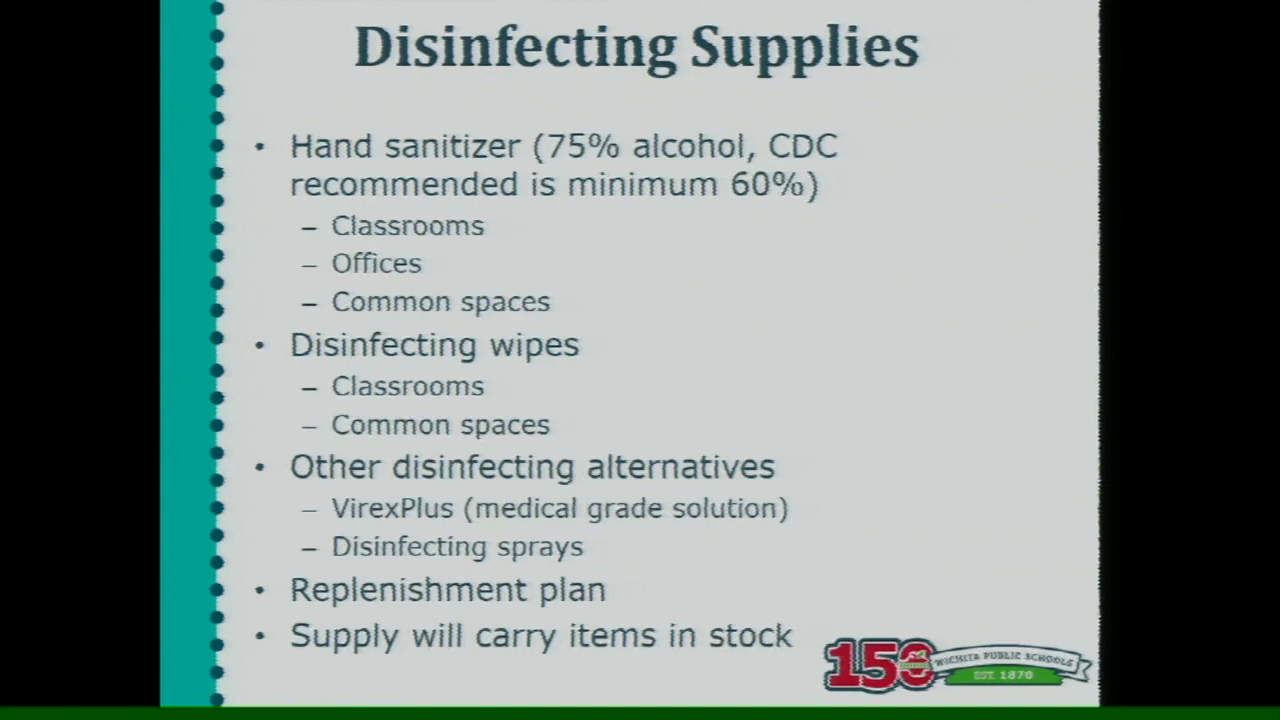 Disinfecting Supplies
• Hand sanitizer (75% alcohol, CDC
recommended is minimum 60%)
– Classrooms
– Offices
– Common spaces
• Disinfecting wipes
– Classrooms
– Common spaces
• Other disinfecting alternatives
– VirexPlus (medical grade solution)
– Disinfecting sprays
• Replenishment plan
• Supply will carry items in stock
150 WICHITA PUBLIC SCHOOLS
EST. 1870